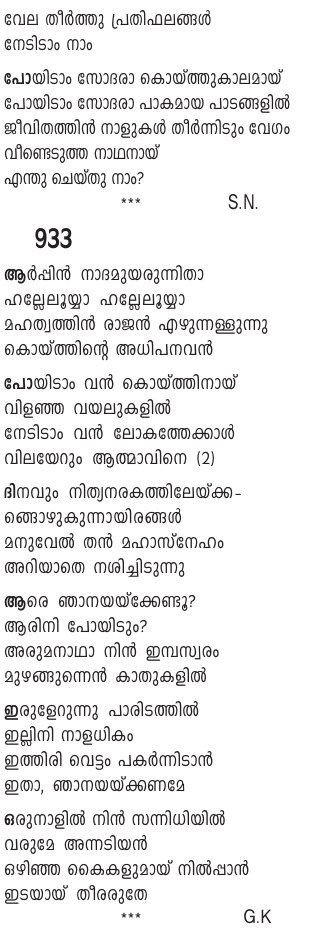 വേല തീർത്തു പ്രതിഫലങ്ങൾ
നേടിടാം നാം
പോയിടാം സോദരാ കൊയ്ത്തുകാലമായ്
പോയിടാം സോദരാ പാകമായ പാടങ്ങളിൽ
ജീവിതത്തിൻ നാളുകൾ തീർന്നിടും വേഗം
വീണ്ടെടുത്ത നാഥനായ്
എന്തു ചെയ്തു നാം?
*** S.N.
933
ആർപ്പിൻ നാദമുയരുന്നിതാ
ഹല്ലേലൂയ്യാ ഹല്ലേലൂയ്യാ
മഹത്വത്തിൻ രാജൻ എഴുന്നള്ളുന്നു
കൊയ്ത്തിന്റെ അധിപനവൻ
പോയിടാം വൻ കൊയ്ത്തിനായ്
വിളഞ്ഞ വയലുകളിൽ
നേടിടാം വൻ ലോകത്തേക്കാൾ
വിലയേറും ആത്മാവിനെ (2)
ദിനവും നിത്യനരകത്തിലേയ്ക്ക-
ങ്ങൊഴുകുന്നായിരങ്ങൾ
മനുവേൽ തൻ മഹാസ്നേഹം
അറിയാതെ നശിച്ചിടുന്നു
ആരെ ഞാനയയ്ക്കേണ്ടൂ?
ആരിനി പോയിടും?
അരുമനാഥാ നിൻ ഇമ്പസ്വരം
മുഴങ്ങുന്നെൻ കാതുകളിൽ
ഇരുളേറുന്നു പാരിടത്തിൽ
ഇല്ലിനി നാളധികം
ഇത്തിരി വെട്ടം പകർന്നിടാൻ
ഇതാ, ഞാനയയ്ക്കണമേ
ഒരുനാളിൽ നിൻ സന്നിധിയിൽ
വരുമേ അന്നടിയൻ
ഒഴിഞ്ഞ കൈകളുമായ് നിൽപ്പാൻ
ഇടയായ് തീരരുതേ
*** G.K